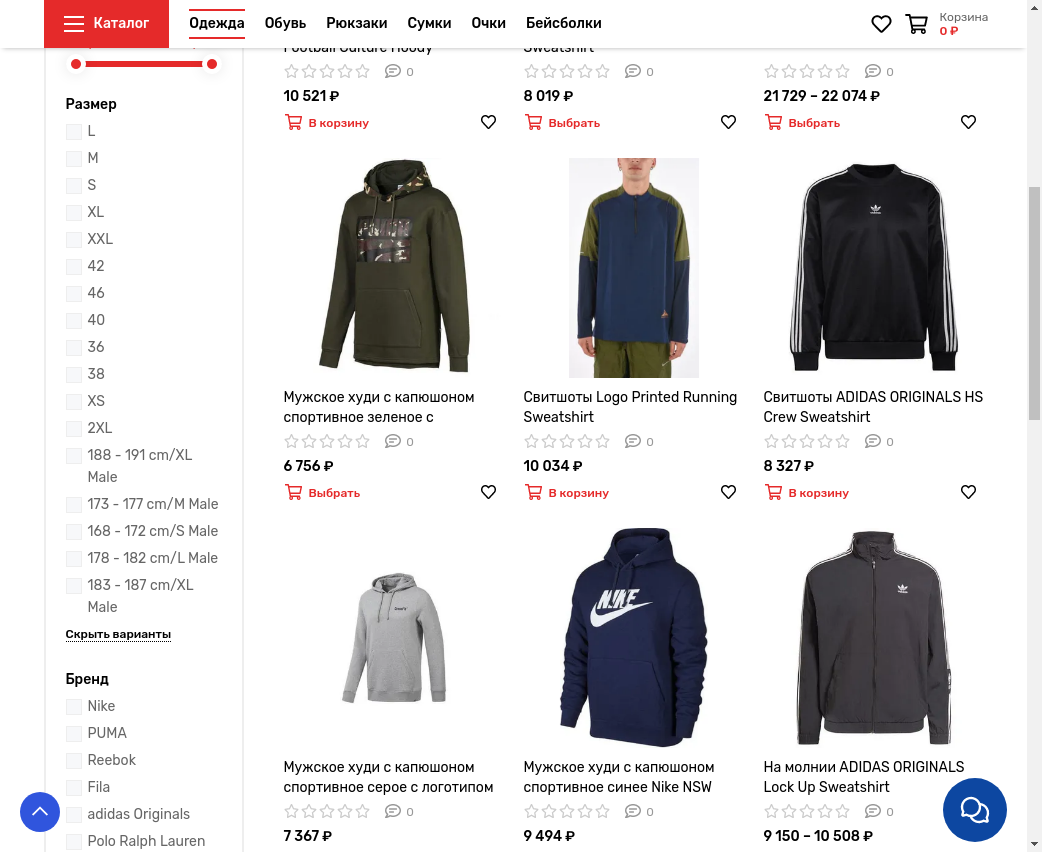 Каталог
Одежда
Обувь
Рюкзаки
Сумки
Очки
Бейсболки
Корзина
0 ₽
Football Culture Hoody
Sweatshirt
0
0
0
10 521 ₽
8 019 ₽
21 729 – 22 074 ₽
В корзину
Выбрать
Выбрать
Размер
L
M
S
XL
XXL
42
46
40
36
38
XS
2XL
188 - 191 cm/XL
Male
173 - 177 cm/M Male
168 - 172 cm/S Male
178 - 182 cm/L Male
183 - 187 cm/XL
Male
Скрыть варианты
Бренд
Nike
PUMA
Reebok
Fila
adidas Originals
Polo Ralph Lauren
Мужское худи с капюшоном
спортивное зеленое с
0
6 756 ₽
Выбрать
Свитшоты Logo Printed Running
Sweatshirt
0
10 034 ₽
В корзину
Свитшоты ADIDAS ORIGINALS HS
Crew Sweatshirt
0
8 327 ₽
В корзину
Мужское худи с капюшоном
спортивное серое с логотипом
0
7 367 ₽
NIKE
Мужское худи с капюшоном
спортивное синее Nike NSW
0
9 494 ₽
На молнии ADIDAS ORIGINALS
Lock Up Sweatshirt
0
9 150 – 10 508 ₽